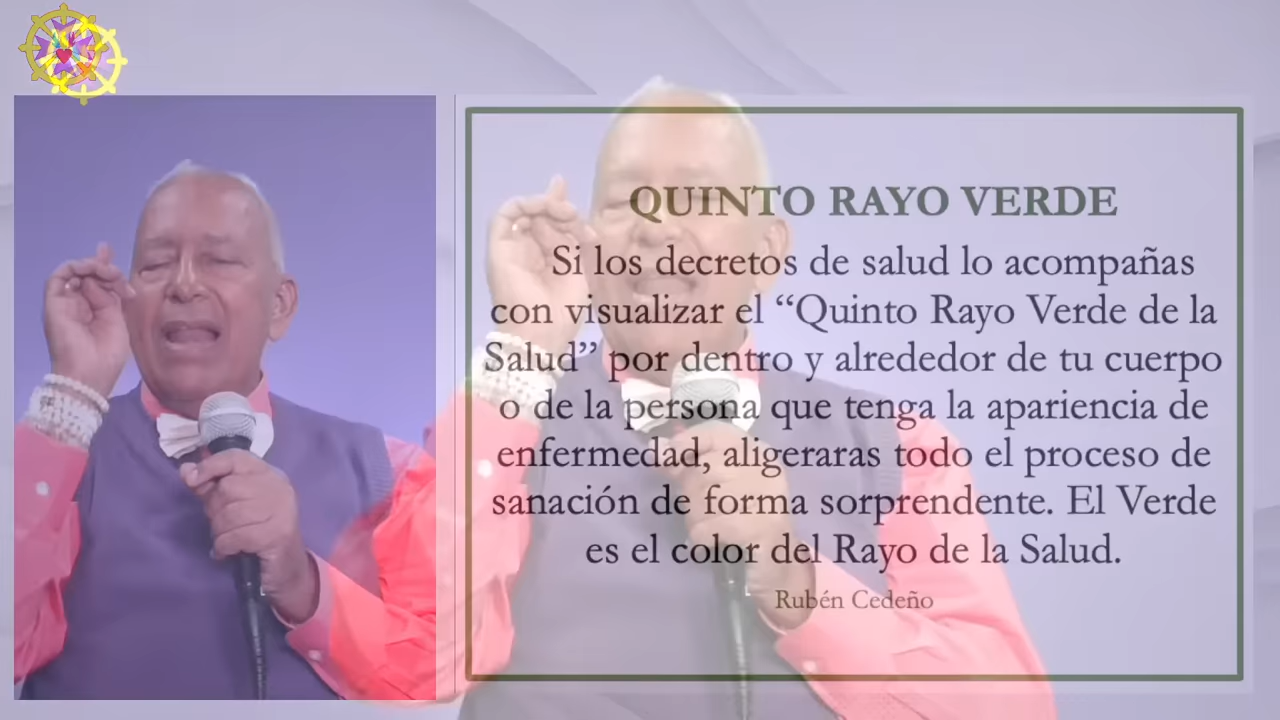 QUINTO RAYO VERDE
Si los decretos de salud lo acompañas
con visualizar el “Quinto Rayo Verde de la
Salud” por dentro y alrededor de tu cuerpo
o de la persona que tenga la apariencia de
enfermedad, aligeraras todo el proceso de
sanación de forma sorprendente. El Verde
es el color del Rayo de la Salud.
Rubén Cedeño